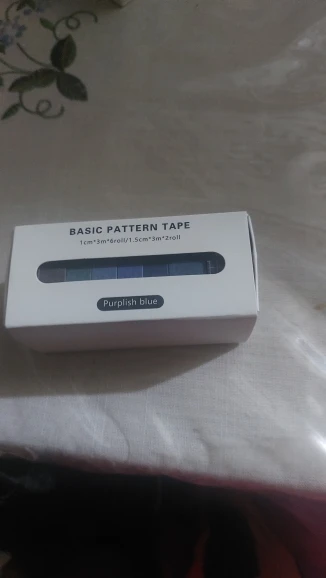 BASIC PATTERN TAPE
1cm*3m*6roll/1.5cm*3m*2roll
Purplish blue